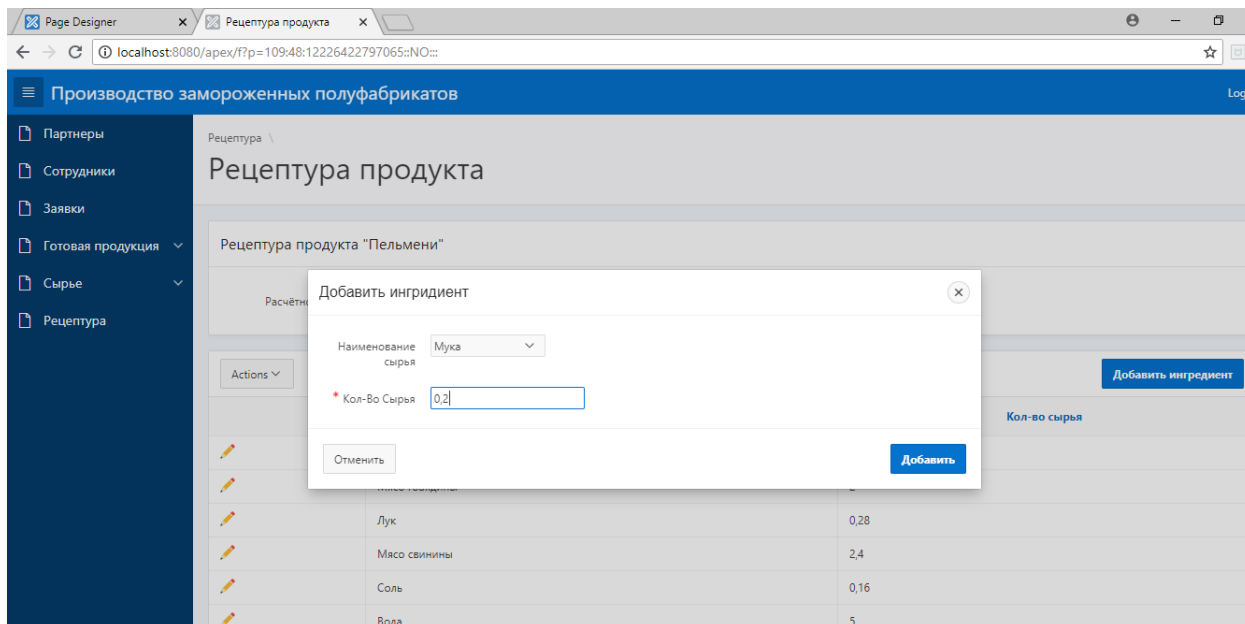 Page Designer
Рецептура продукта
localhost:8080/apex/f?p=109:48:12226422797065::NO:::
Производство замороженных полуфабрикатов
Log
Партнеры
Сотрудники
Заявки
Готовая продукция
Сырье
Рецептура
Рецептура \
Рецептура продукта
Рецептура продукта "Пельмени"
Расчётн
Добавить ингридиент
Наименование
сырья
Мука
* Кол-Во Сырья 0,2
Отменить
Добавить
Actions
Добавить ингредиент
Кол-во сырья
Лук 0,28
Мясо свинины 2,4
Соль 0,16
Вода 5